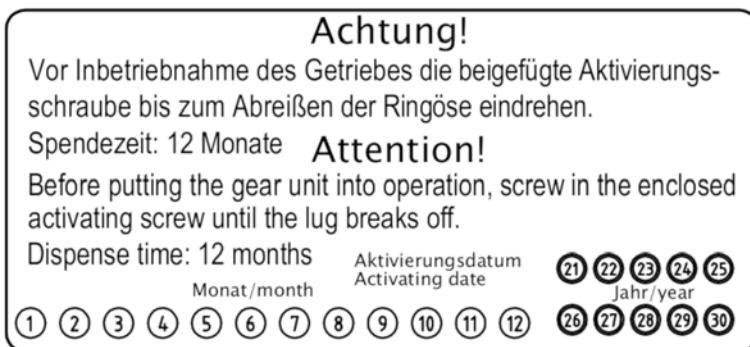 Achtung!
Vor Inbetriebnahme des Getriebes die beigefügte Aktivierungs-
schraube bis zum Abreißen der Ringöse eindrehen.
Spendezeit: 12 Monate
Attention!
Before putting the gear unit into operation, screw in the enclosed
activating screw until the lug breaks off.
Dispense time: 12 months
Aktivierungsdatum
Activating date
Monat/month
1 2 3 4 5 6 7 8 9 10 11 12
21 22 23 24 25
Jahr/year
26 27 28 29 30